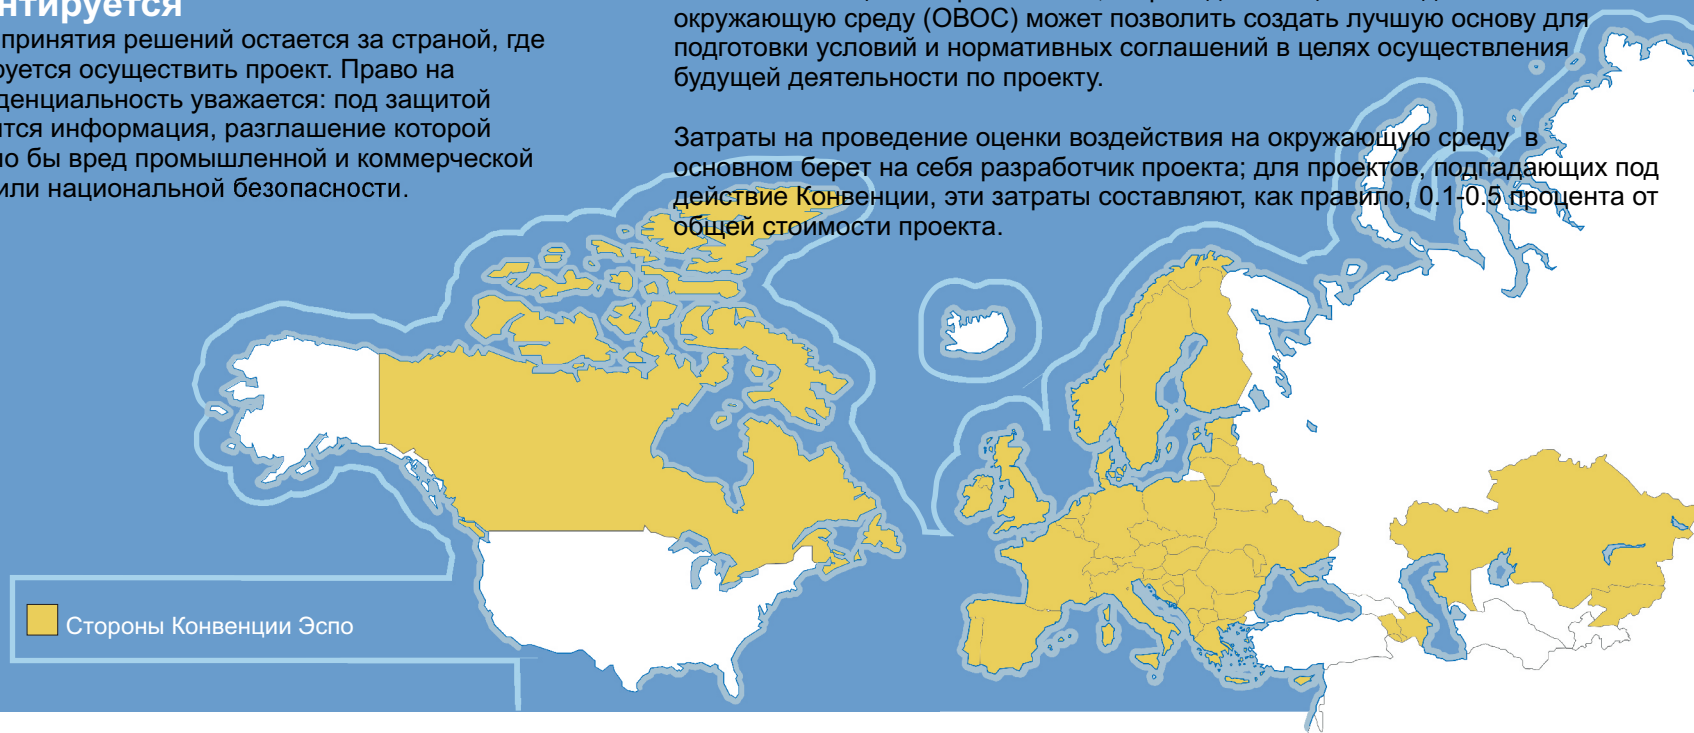 нтируется
принятия решений остается за страной, где
руется осуществить проект. Право на
денциальность уважается: под защитой
тся информация, разглашение которой
о бы вред промышленной и коммерческой
или национальной безопасности.
окружающую среду (ОВОС) может позволить создать лучшую основу для
подготовки условий и нормативных соглашений в целях осуществления
будущей деятельности по проекту.
Затраты на проведение оценки воздействия на окружающую среду в
основном берет на себя разработчик проекта; для проектов, подпадающих под
действие Конвенции, эти затраты составляют, как правило, 0.1-0.5 процента от
общей стоимости проекта.
Стороны Конвенции Эспо